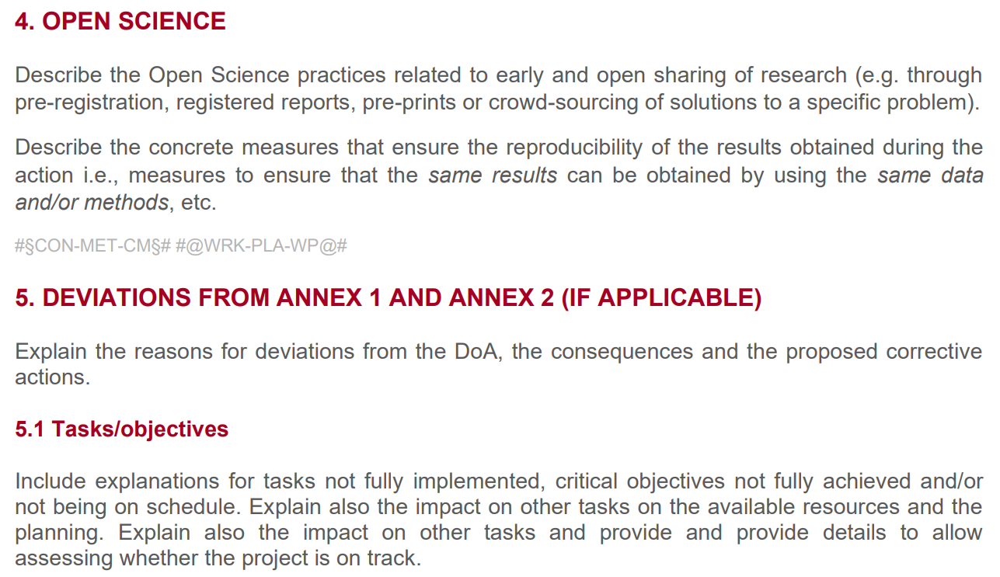 4. OPEN SCIENCE
Describe the Open Science practices related to early and open sharing of research (e.g. through
pre-registration, registered reports, pre-prints or crowd-sourcing of solutions to a specific problem).
Describe the concrete measures that ensure the reproducibility of the results obtained during the
action i.e., measures to ensure that the same results can be obtained by using the same data
and/or methods, etc.
#§CON-MET-CM§# #@WRK-PLA-WP@#
5. DEVIATIONS FROM ANNEX 1 AND ANNEX 2 (IF APPLICABLE)
Explain the reasons for deviations from the DoA, the consequences and the proposed corrective
actions.
5.1 Tasks/objectives
Include explanations for tasks not fully implemented, critical objectives not fully achieved and/or
not being on schedule. Explain also the impact on other tasks on the available resources and the
planning. Explain also the impact on other tasks and provide and provide details to allow
assessing whether the project is on track.